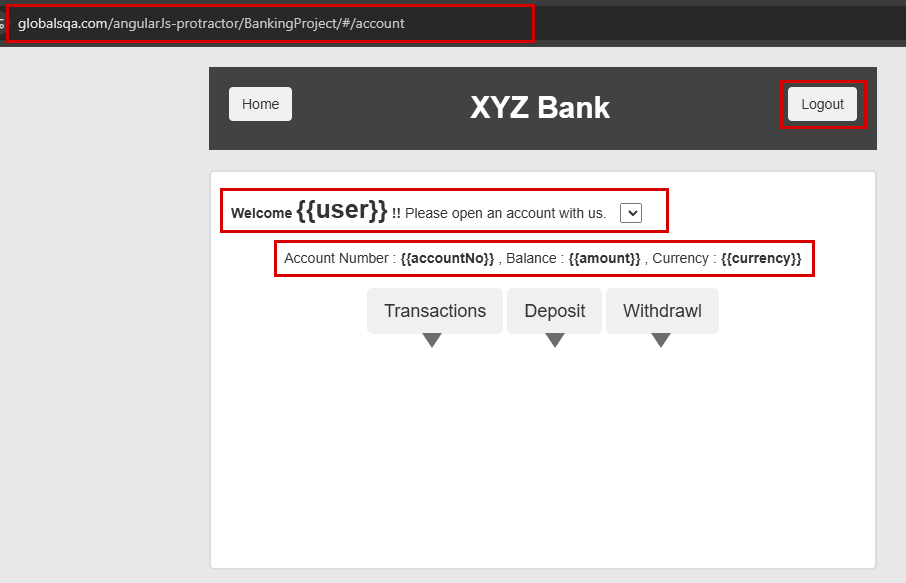 globalsqa.com/angularJs-protractor/BankingProject/#/account
Home XYZ Bank Logout
Welcome {{user}} !! Please open an account with us.
Account Number : {{accountNo}} , Balance : {{amount}} , Currency : {{currency}}
Transactions Deposit Withdrawl